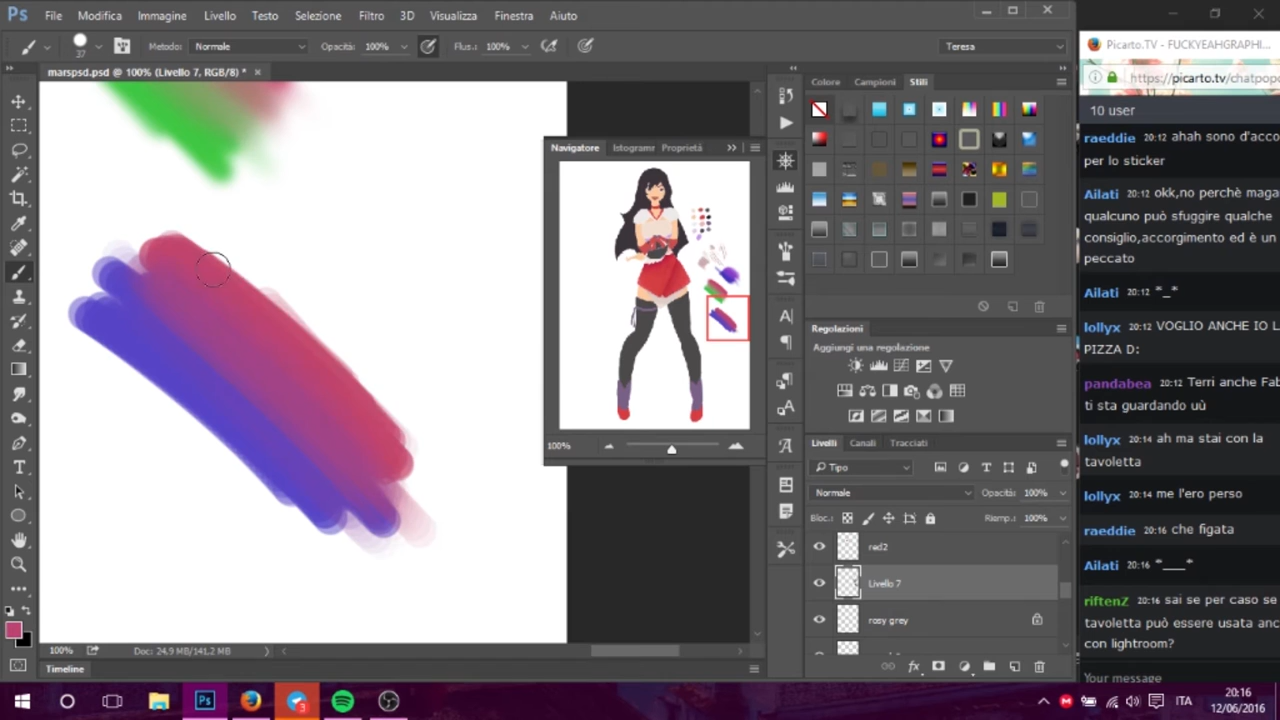 Ps File Modifica Immagine Livello Testo Selezione Filtro 3D Visualizza Finestra Aiuto
37 Metodo: Normale Opacità: 100% Flus.: 100% Teresa
marspsd.psd @ 100% (Livello 7, RGB/8) * ×
Navigatore Istogramr Proprietà
100%
Colore Campioni Stili
Regolazioni
Aggiungi una regolazione
Livelli Canali Tracciati
Tipo
Normale Opacità: 100%
Bloc.: Riemp.: 100%
red2
Livello 7
rosy grey
100% Doc: 24,9 MB/141,2 MB
Timeline
Picarto.TV - FUCKYEAHGRAPHI...
https://picarto.tv/chatpopo
10 user
raeddie 20:12 ahah sono d'acco
per lo sticker
Ailati 20:12 okk,no perchè maga
qualcuno può sfuggire qualche
consiglio,accorgimento ed è un
peccato
Ailati 20:12 *_*
lollyx 20:12 VOGLIO ANCHE IO L
PIZZA D:
pandabea 20:12 Terri anche Fab
ti sta guardando uù
lollyx 20:14 ah ma stai con la
tavoletta
lollyx 20:14 me l'ero perso
raeddie 20:16 che figata
Ailati 20:16 *____*
riftenZ 20:16 sai se per caso se
tavoletta può essere usata anc
con lightroom?
Your message
3
ITA
20:16
12/06/2016